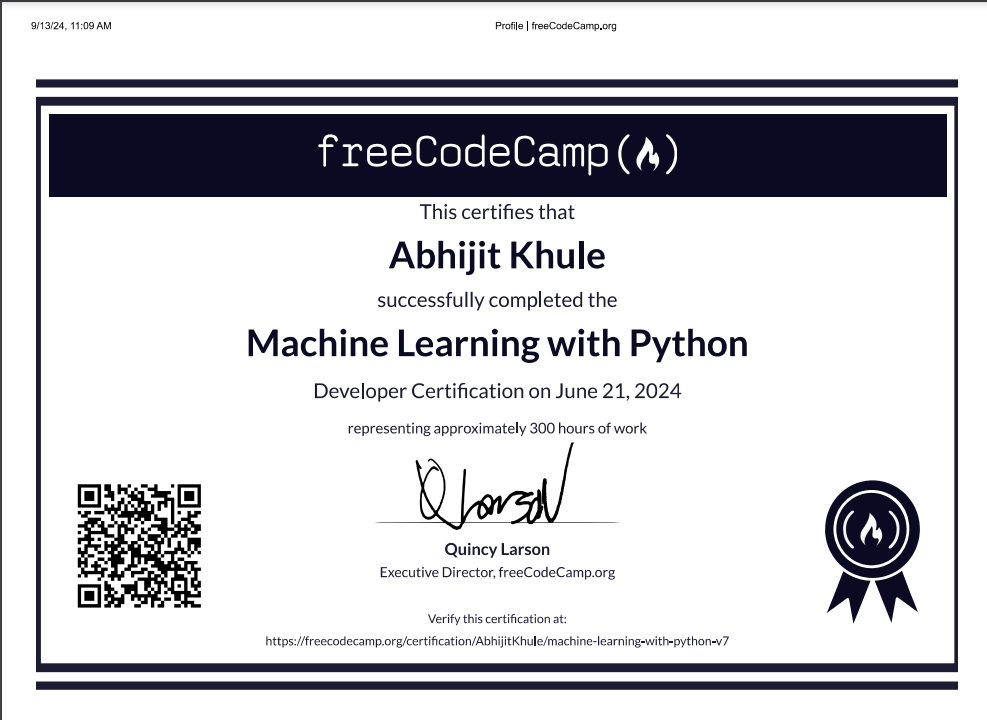 9/13/24, 11:09 AM
Profile | freeCodeCamp.org
freeCodeCamp(🔥)
This certifies that
Abhijit Khule
successfully completed the
Machine Learning with Python
Developer Certification on June 21, 2024
representing approximately 300 hours of work
Q Larson
Quincy Larson
Executive Director, freeCodeCamp.org
Verify this certification at:
https://freecodecamp.org/certification/AbhijitKhule/machine-learning-with-python-v7